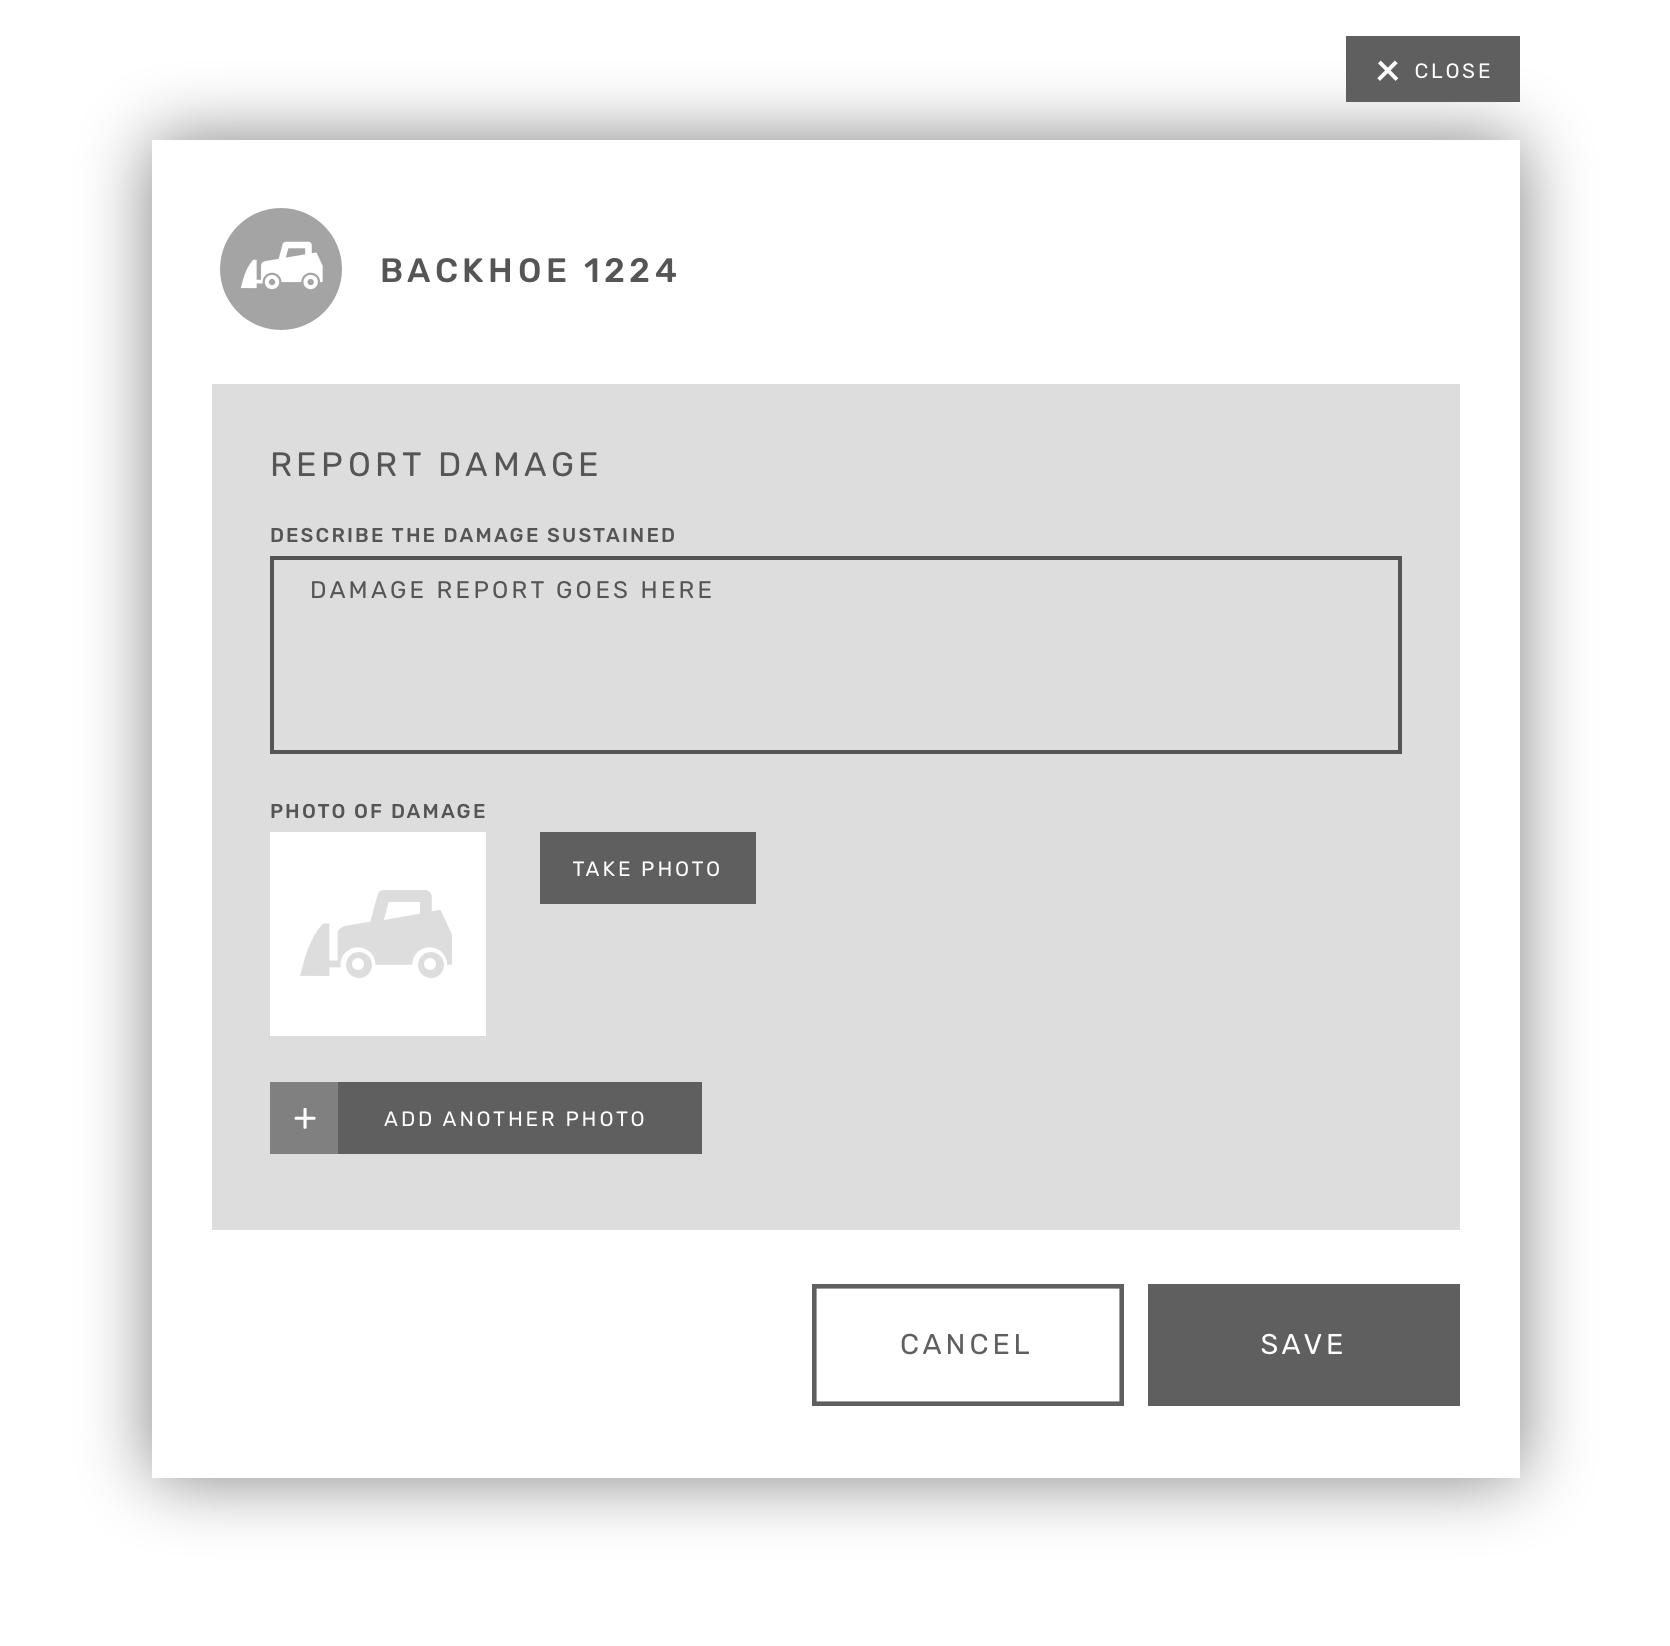 CLOSE
BACKHOE 1224
REPORT DAMAGE
DESCRIBE THE DAMAGE SUSTAINED
DAMAGE REPORT GOES HERE
PHOTO OF DAMAGE
TAKE PHOTO
ADD ANOTHER PHOTO
CANCEL
SAVE